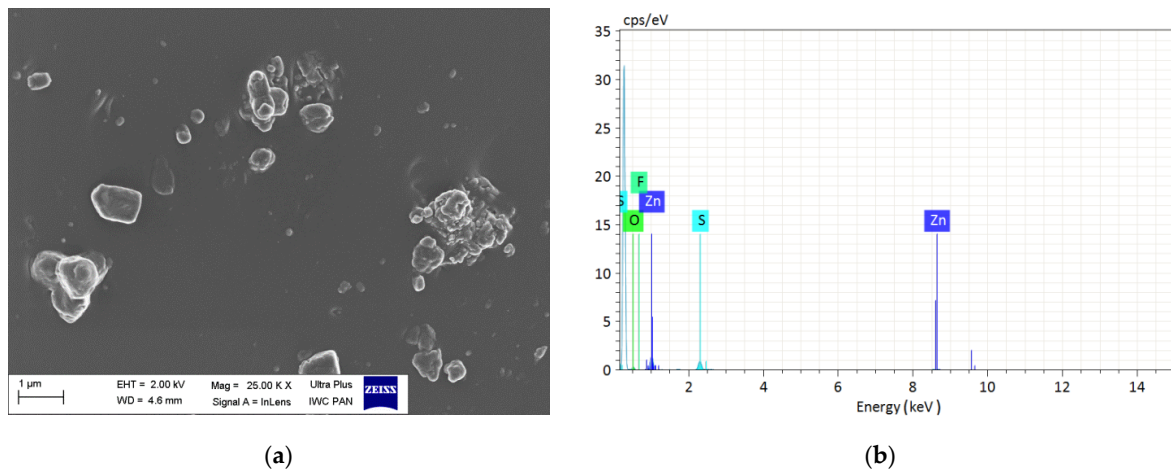 1 µm
EHT = 2.00 kV
WD = 4.6 mm
Mag = 25.00 K X
Signal A = InLens
Ultra Plus
IWC PAN
ZEISS
(a)
cps/eV
35
30
25
20
15
10
5
0
F
S
Zn
O
S
Zn
2 4 6 8 10 12 14
Energy (keV)
(b)